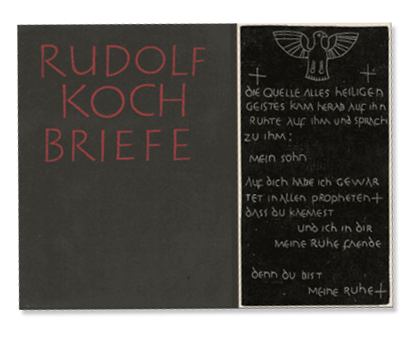 RUDOLF
KOCH
BRIEFE
DIE QUELLE ALLES HEILIGEN
GEISTES KAM HERAB AUF IHN
RUHTE AUF IHM UND SPRACH
ZU IHM:
MEIN SOHN
AUF DICH HABE ICH GEWAR
TET IN ALLEN PROPHETEN +
DASS DU KAEMEST
UND ICH IN DIR
MEINE RUHE FAENDE
DENN DU BIST
MEINE RUHE +